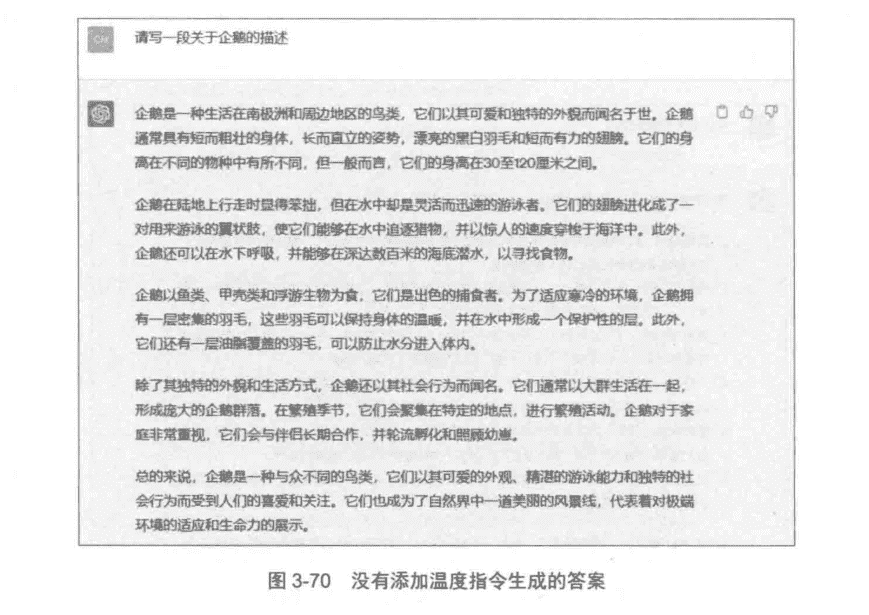 CH
请写一段关于企鹅的描述
企鹅是一种生活在南极洲和周边地区的鸟类，它们以其可爱和独特的外貌而闻名于世。企鹅
通常具有短而粗壮的身体，长而直立的姿势，漂亮的黑白羽毛和短而有力的翅膀。它们的身
高在不同的物种中有所不同，但一般而言，它们的身高在30至120厘米之间。
企鹅在陆地上行走时显得笨拙，但在水中却是灵活而迅速的游泳者。它们的翅膀进化成了一
对用来游泳的翼状肢，使它们能够在水中追逐猎物，并以惊人的速度穿梭于海洋中。此外，
企鹅还可以在水下呼吸，并能够在深达数百米的海底潜水，以寻找食物。
企鹅以鱼类、甲壳类和浮游生物为食，它们是出色的捕食者。为了适应寒冷的环境，企鹅拥
有一层密集的羽毛，这些羽毛可以保持身体的温暖，并在水中形成一个保护性的层。此外，
它们还有一层油脂覆盖的羽毛，可以防止水分进入体内。
除了其独特的外貌和生活方式，企鹅还以其社会行为而闻名。它们通常以大群生活在一起，
形成庞大的企鹅群落。在繁殖季节，它们会聚集在特定的地点，进行繁殖活动。企鹅对于家
庭非常重视，它们会与伴侣长期合作，并轮流孵化和照顾幼崽。
总的来说，企鹅是一种与众不同的鸟类，它们以其可爱的外观、精湛的游泳能力和独特的社
会行为而受到人们的喜爱和关注。它们也成为了自然界中一道美丽的风景线，代表着对极端
环境的适应和生命力的展示。
图 3-70 没有添加温度指令生成的答案